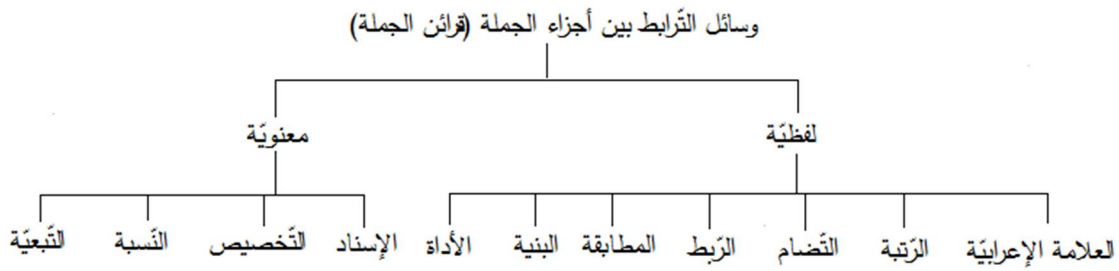 وسائل التّرابط بين أجزاء الجملة (قرائن الجملة)
لفظيّة معنويّة
العلامة الإعرابيّة الرّتبة التّضام الرّبط المطابقة البنية الأداة الإسناد التّخصيص النّسبة التّبعيّة